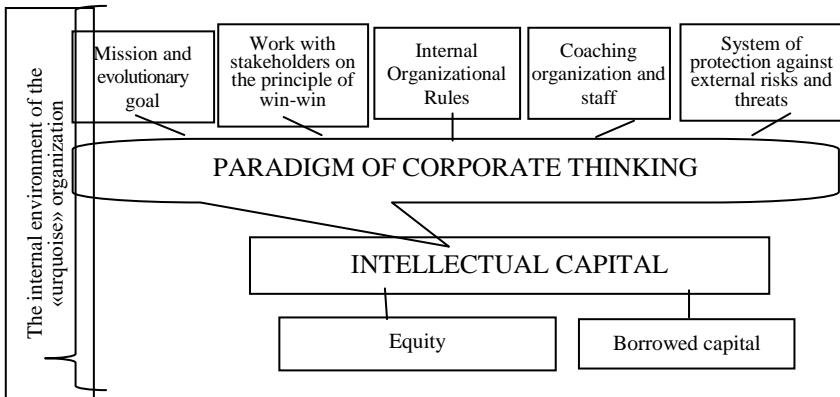 The internal environment of the
«urquoise» organization
Mission and
evolutionary
goal
Work with
stakeholders on
the principle of
win-win
Internal
Organizational
Rules
Coaching
organization and
staff
System of
protection against
external risks and
threats
PARADIGM OF CORPORATE THINKING
INTELLECTUAL CAPITAL
Equity
Borrowed capital